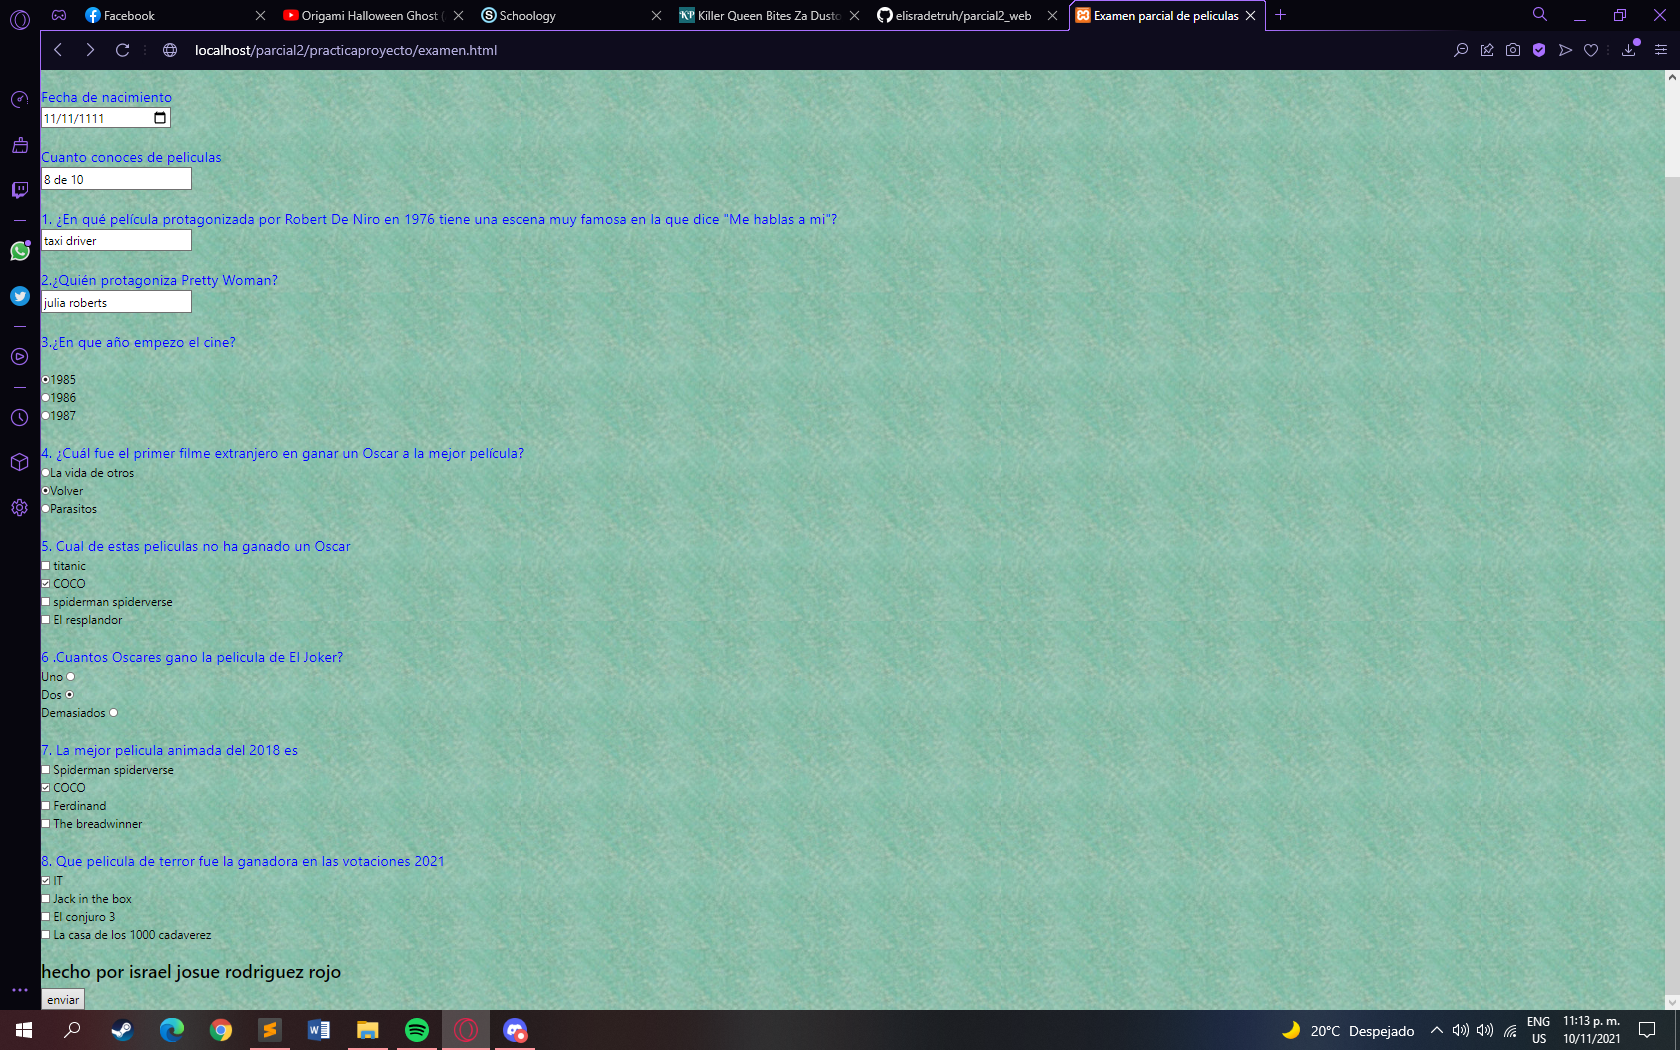 Facebook
Origami Halloween Ghost (
Schoology
Killer Queen Bites Za Dusto
elisradetruh/parcial2_web
Examen parcial de peliculas
localhost/parcial2/practicaproyecto/examen.html
Fecha de nacimiento
11/11/1111
Cuanto conoces de peliculas
8 de 10
1. ¿En qué película protagonizada por Robert De Niro en 1976 tiene una escena muy famosa en la que dice "Me hablas a mi"?
taxi driver
2.¿Quién protagoniza Pretty Woman?
julia roberts
3.¿En que año empezo el cine?
1985
1986
1987
4. ¿Cuál fue el primer filme extranjero en ganar un Oscar a la mejor película?
La vida de otros
Volver
Parasitos
5. Cual de estas peliculas no ha ganado un Oscar
titanic
COCO
spiderman spiderverse
El resplandor
6 .Cuantos Oscares gano la pelicula de El Joker?
Uno
Dos
Demasiados
7. La mejor pelicula animada del 2018 es
Spiderman spiderverse
COCO
Ferdinand
The breadwinner
8. Que pelicula de terror fue la ganadora en las votaciones 2021
IT
Jack in the box
El conjuro 3
La casa de los 1000 cadaverez
hecho por israel josue rodriguez rojo
enviar
20°C Despejado
ENG
US
11:13 p. m.
10/11/2021